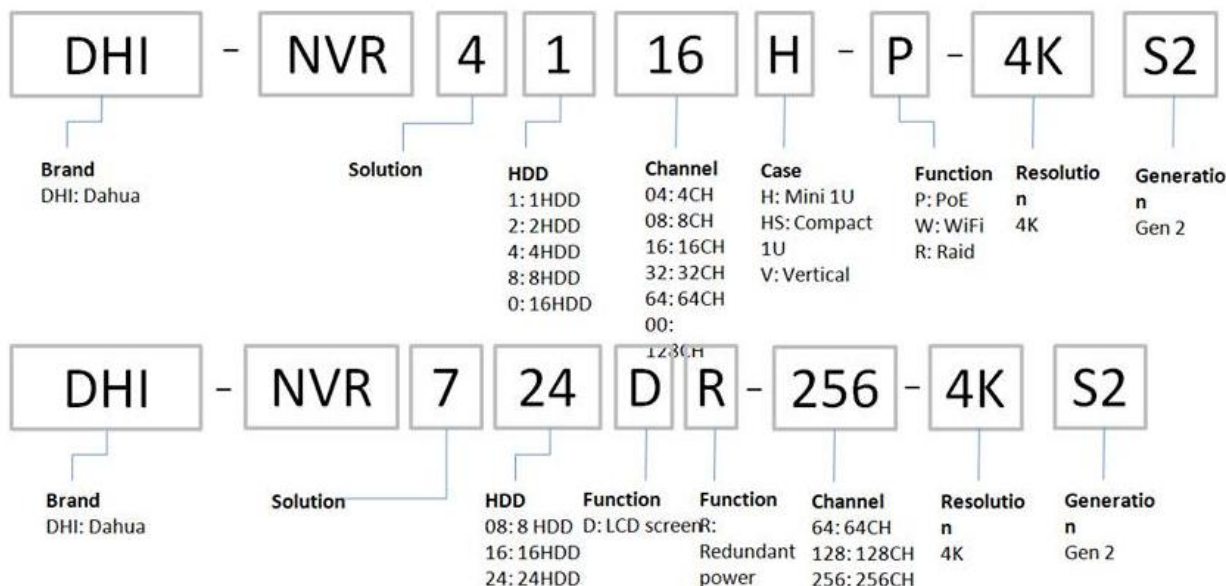 DHI - NVR 4 1 16 H - P - 4K S2
Brand
DHI: Dahua
Solution
HDD
1: 1HDD
2: 2HDD
4: 4HDD
8: 8HDD
0: 16HDD
Channel
04: 4CH
08: 8CH
16: 16CH
32: 32CH
64: 64CH
00:
128CH
Case
H: Mini 1U
HS: Compact
1U
V: Vertical
Function
P: PoE
W: WiFi
R: Raid
Resolutio
n
4K
Generatio
n
Gen 2
DHI - NVR 7 24 D R - 256 - 4K S2
Brand
DHI: Dahua
Solution
HDD
08: 8 HDD
16: 16HDD
24: 24HDD
Function
D: LCD screen
Function
R:
Redundant
power
Channel
64: 64CH
128: 128CH
256: 256CH
Resolutio
n
4K
Generatio
n
Gen 2